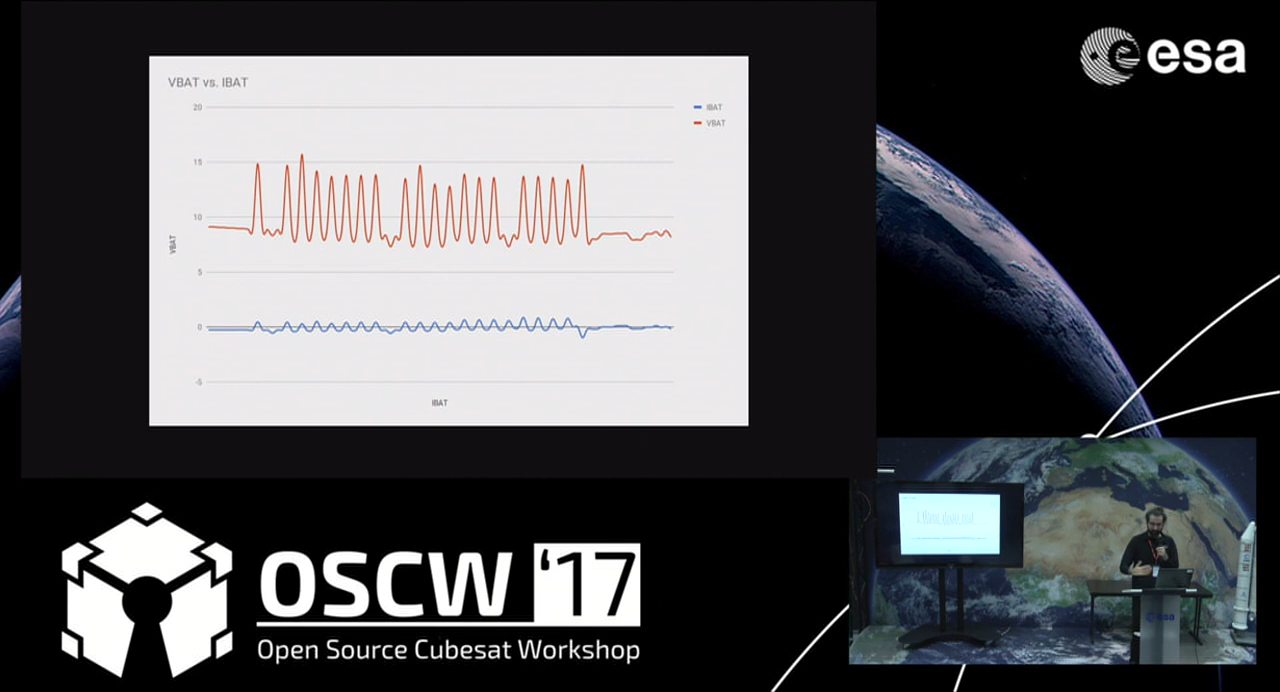 VBAT vs. IBAT
20
15
10
5
0
-5
VBAT
IBAT
IBAT
VBAT
esa
OSCW '17
Open Source Cubesat Workshop
esa